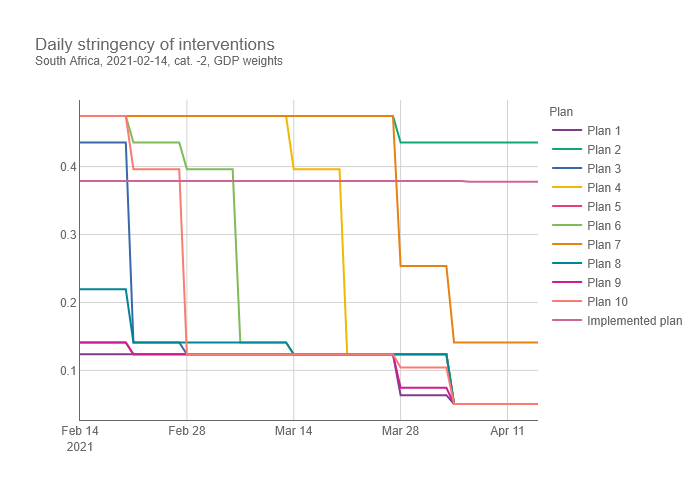 Daily stringency of interventions
South Africa, 2021-02-14, cat. -2, GDP weights
Plan
Plan 1
Plan 2
Plan 3
Plan 4
Plan 5
Plan 6
Plan 7
Plan 8
Plan 9
Plan 10
Implemented plan
0.4
0.3
0.2
0.1
Feb 14 Feb 28 Mar 14 Mar 28 Apr 11
2021